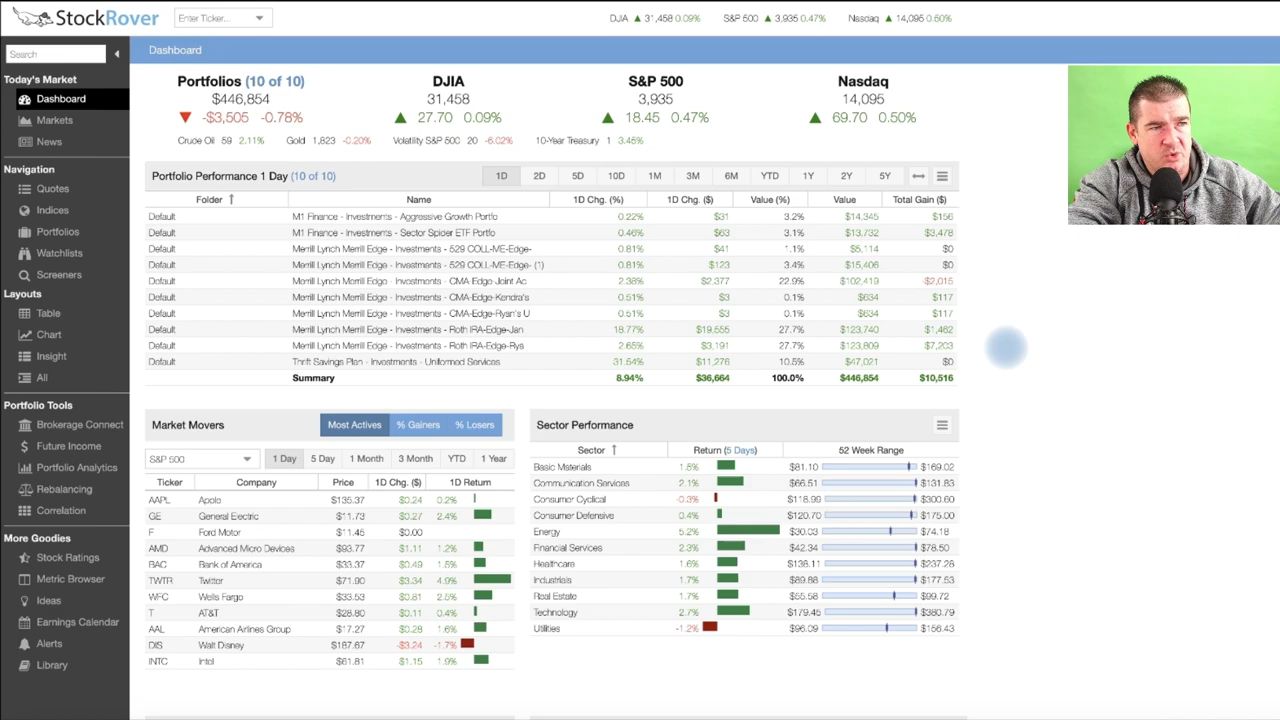 StockRover Enter Ticker... DJIA ▲ 31,458 0.09% S&P 500 ▲ 3,935 0.47% Nasdaq ▲ 14,095 0.50%
Search
Dashboard
Today's Market
Dashboard
Markets
News
Navigation
Quotes
Indices
Portfolios
Watchlists
Screeners
Layouts
Table
Chart
Insight
All
Portfolio Tools
Brokerage Connect
Future Income
Portfolio Analytics
Rebalancing
Correlation
More Goodies
Stock Ratings
Metric Browser
Ideas
Earnings Calendar
Alerts
Library
Portfolios (10 of 10) DJIA S&P 500 Nasdaq
$446,854 31,458 3,935 14,095
▼ -$3,505 -0.78% ▲ 27.70 0.09% ▲ 18.45 0.47% ▲ 69.70 0.50%
Crude Oil 59 2.11% Gold 1,823 -0.20% Volatility S&P 500 20 -6.02% 10-Year Treasury 1 3.45%
Portfolio Performance 1 Day (10 of 10) 1D 2D 5D 10D 1M 3M 6M YTD 1Y 2Y 5Y
Folder Name 1D Chg. (%) 1D Chg. ($) Value (%) Value Total Gain ($)
Default M1 Finance - Investments - Aggressive Growth Portfo 0.22% $31 3.2% $14,345 $156
Default M1 Finance - Investments - Sector Spider ETF Portfo 0.46% $63 3.1% $13,732 $3,478
Default Merrill Lynch Merrill Edge - Investments - 529 COLL-ME-Edge- 0.81% $41 1.1% $5,114 $0
Default Merrill Lynch Merrill Edge - Investments - 529 COLL-ME-Edge- (1) 0.81% $123 3.4% $15,406 $0
Default Merrill Lynch Merrill Edge - Investments - CMA-Edge-Joint Ac 2.38% $2,377 22.9% $102,419 -$2,015
Default Merrill Lynch Merrill Edge - Investments - CMA-Edge-Kendra's 0.51% $3 0.1% $634 $117
Default Merrill Lynch Merrill Edge - Investments - CMA-Edge-Ryan's U 0.51% $3 0.1% $634 $117
Default Merrill Lynch Merrill Edge - Investments - Roth IRA-Edge-Jan 18.77% $19,555 27.7% $123,740 $1,462
Default Merrill Lynch Merrill Edge - Investments - Roth IRA-Edge-Rya 2.65% $3,191 27.7% $123,809 $7,203
Default Thrift Savings Plan - Investments - Uniformed Services 31.54% $11,276 10.5% $47,021 $0
Summary 8.94% $36,664 100.0% $446,854 $10,516
Market Movers Most Actives % Gainers % Losers
S&P 500 1 Day 5 Day 1 Month 3 Month YTD 1 Year
Ticker Company Price 1D Chg. ($) 1D Return
AAPL Apple $135.37 $0.24 0.2%
GE General Electric $11.73 $0.27 2.4%
F Ford Motor $11.45 $0.00
AMD Advanced Micro Devices $93.77 $1.11 1.2%
BAC Bank of America $33.37 $0.49 1.5%
TWTR Twitter $71.90 $3.34 4.9%
WFC Wells Fargo $33.53 $0.81 2.5%
T AT&T $28.80 $0.11 0.4%
AAL American Airlines Group $17.27 $0.28 1.6%
DIS Walt Disney $187.67 -$3.24 -1.7%
INTC Intel $61.81 $1.15 1.9%
Sector Performance
Sector Return (5 Days) 52 Week Range
Basic Materials 1.5% $81.10 $169.02
Communication Services 2.1% $66.51 $131.83
Consumer Cyclical -0.3% $118.99 $300.60
Consumer Defensive 0.4% $120.70 $175.00
Energy 5.2% $30.03 $74.18
Financial Services 2.3% $42.34 $78.50
Healthcare 1.6% $138.11 $237.28
Industrials 1.7% $89.88 $177.53
Real Estate 1.7% $55.58 $99.72
Technology 2.7% $179.45 $380.79
Utilities -1.2% $96.09 $156.43